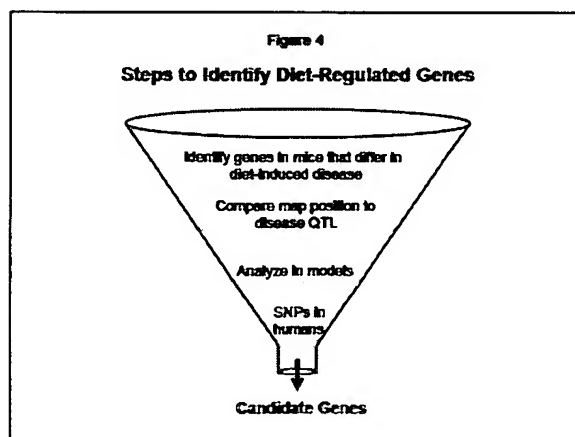 Figure 4
Steps to Identify Diet-Regulated Genes
Identify genes in mice that differ in
diet-induced disease
Compare map position to
disease QTL
Analyze in models
SNPs in
humans
Candidate Genes